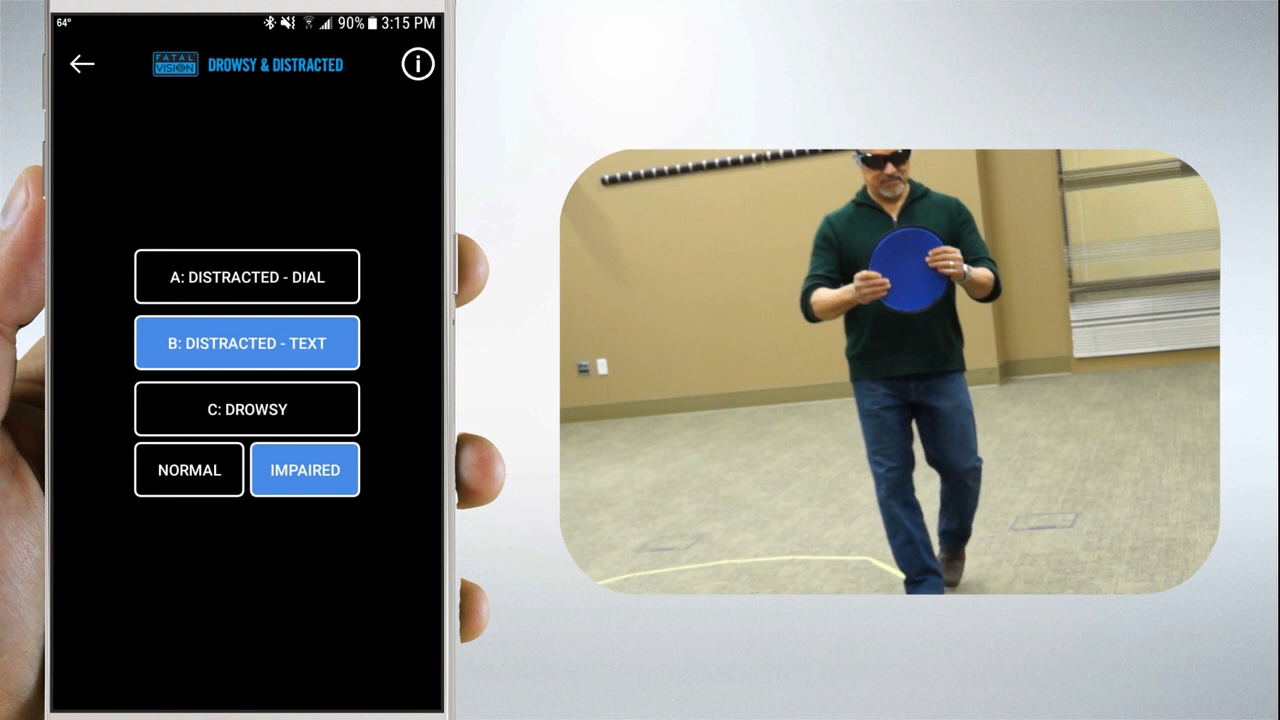 64°
90% 3:15 PM
FATAL VISION DROWSY & DISTRACTED
A: DISTRACTED - DIAL
B: DISTRACTED - TEXT
C: DROWSY
NORMAL IMPAIRED